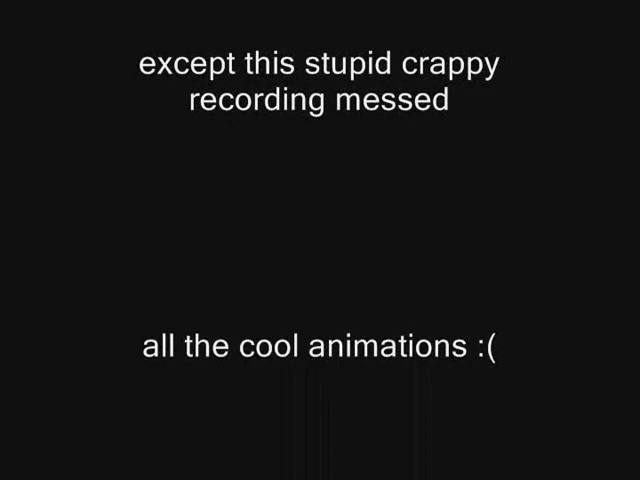 except this stupid crappy
recording messed
all the cool animations :(